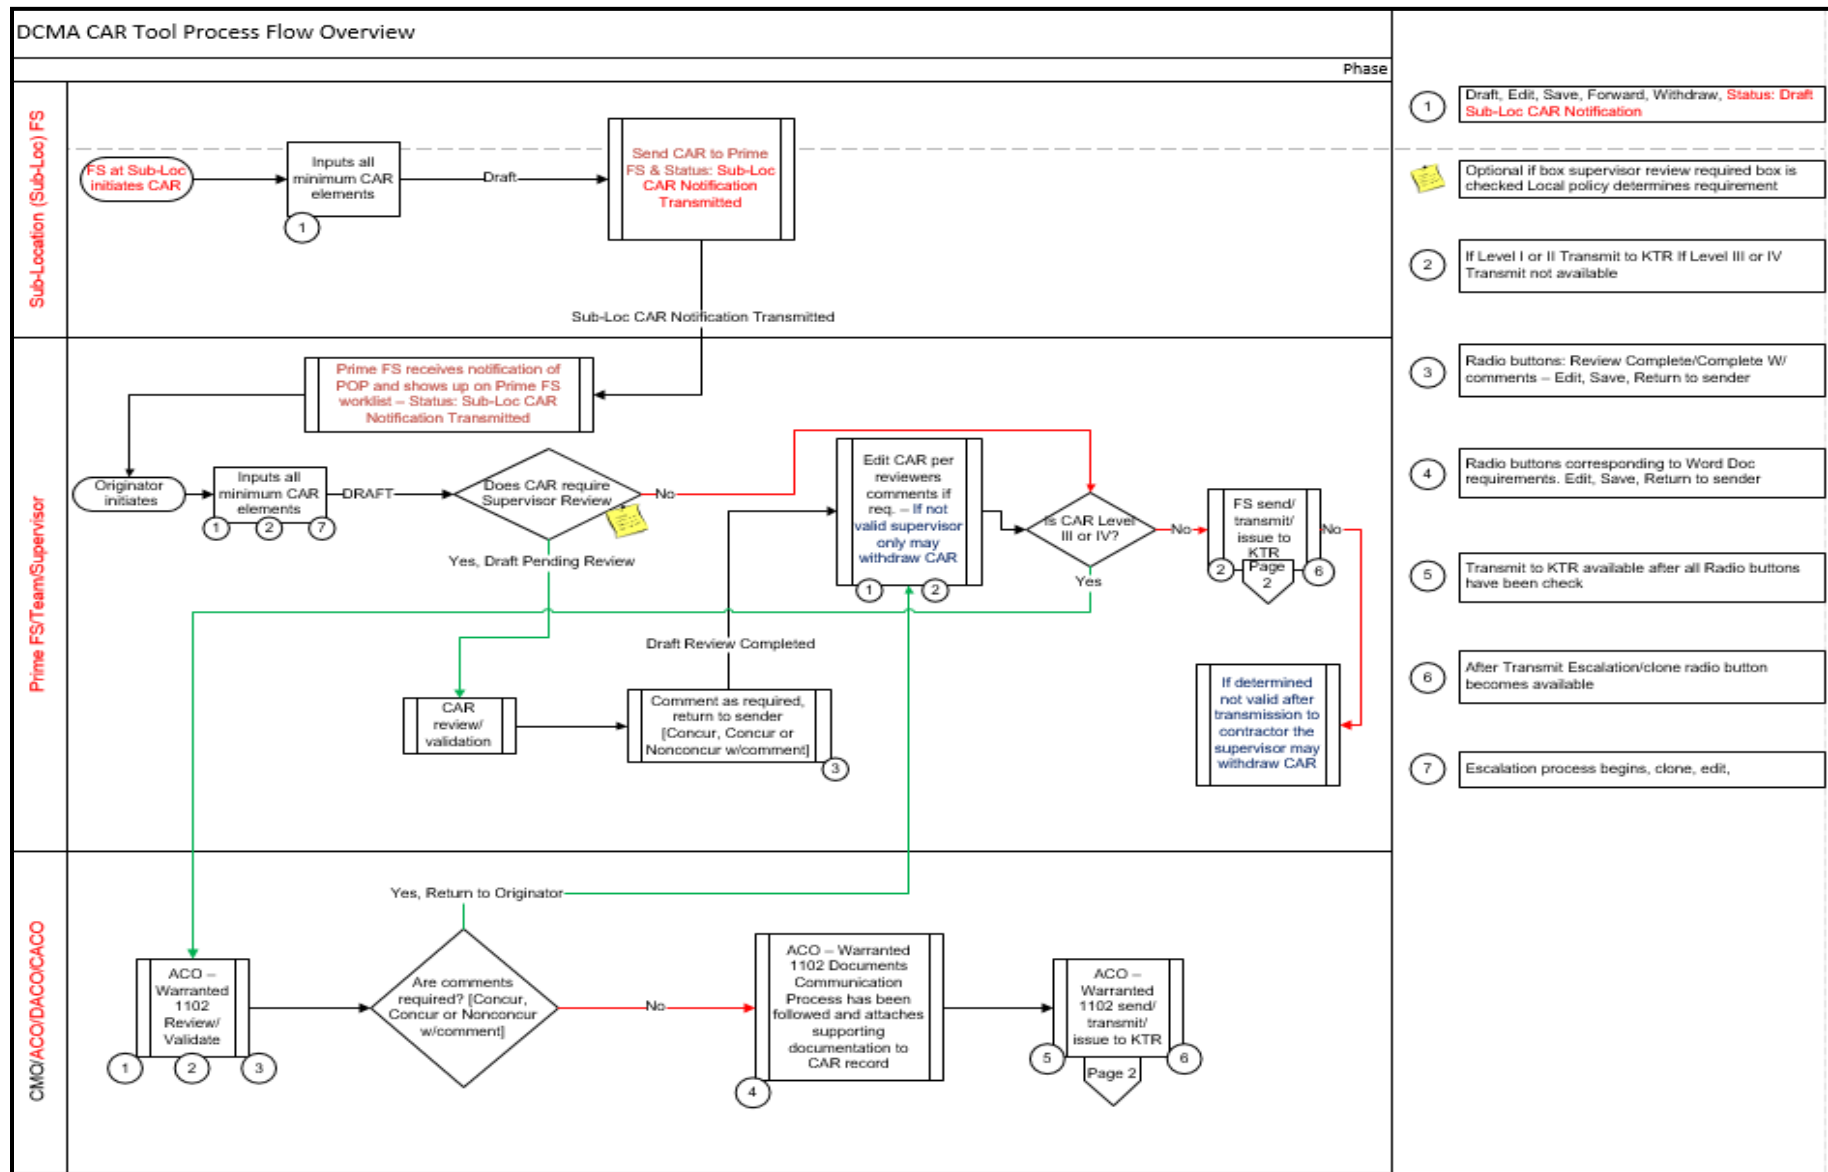 DCMA CAR Tool Process Flow Overview
Phase
Sub-Location (Sub-Loc) FS
FS at Sub-Loc
initiates CAR
Inputs all
minimum CAR
elements
1
Draft
Send CAR to Prime
FS & Status: Sub-Loc
CAR Notification
Transmitted
Sub-Loc CAR Notification Transmitted
Prime FS/Team/Supervisor
Prime FS receives notification of
POP and shows up on Prime FS
worklist – Status: Sub-Loc CAR
Notification Transmitted
Originator
initiates
Inputs all
minimum CAR
elements
1
2
7
DRAFT
Does CAR require
Supervisor Review
No
Yes, Draft Pending Review
CAR
review/
validation
Comment as required,
return to sender
[Concur, Concur or
Nonconcur w/comment]
3
Draft Review Completed
Edit CAR per
reviewers
comments if
req. – If not
valid supervisor
only may
withdraw CAR
1
2
Is CAR Level
III or IV?
No
Yes
FS send/
transmit/
issue to
KTR
2
Page
2
6
No
If determined
not valid after
transmission to
contractor the
supervisor may
withdraw CAR
CMO/ACO/DACO/CACO
ACO –
Warranted
1102
Review/
Validate
1
2
3
Yes, Return to Originator
Are comments
required? [Concur,
Concur or Nonconcur
w/comment]
No
ACO – Warranted
1102 Documents
Communication
Process has been
followed and attaches
supporting
documentation to
CAR record
4
ACO –
Warranted
1102 send/
transmit/
issue to KTR
5
6
Page 2
1
Draft, Edit, Save, Forward, Withdraw, Status: Draft
Sub-Loc CAR Notification
Optional if box supervisor review required box is
checked Local policy determines requirement
2
If Level I or II Transmit to KTR If Level III or IV
Transmit not available
3
Radio buttons: Review Complete/Complete W/
comments – Edit, Save, Return to sender
4
Radio buttons corresponding to Word Doc
requirements. Edit, Save, Return to sender
5
Transmit to KTR available after all Radio buttons
have been check
6
After Transmit Escalation/clone radio button
becomes available
7
Escalation process begins, clone, edit,